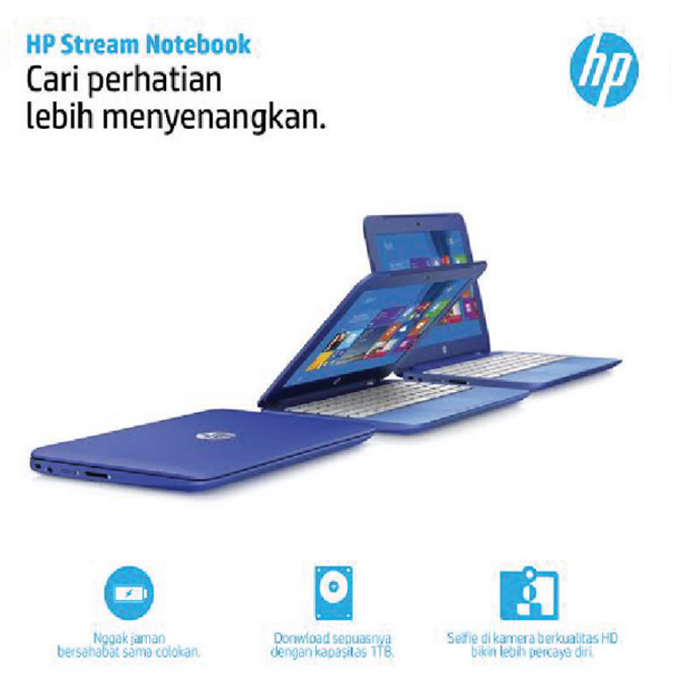 HP Stream Notebook
Cari perhatian
lebih menyenangkan.
hp
Nggak jaman
bersahabat sama colokan.
Donwload sepuasnya
dengan kapasitas 1TB.
Selfie di kamera berkualitas HD
bikin lebih percaya diri.